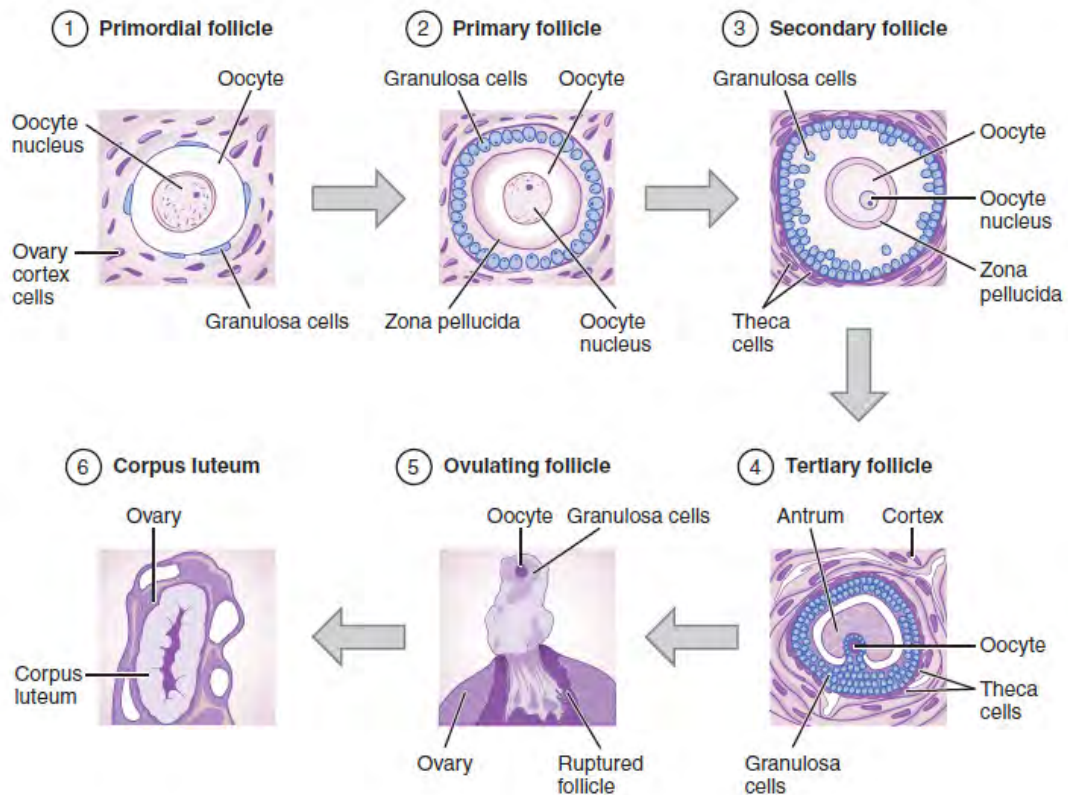 1 Primordial follicle
Oocyte
Oocyte
nucleus
Ovary
cortex
cells
Granulosa cells
2 Primary follicle
Granulosa cells
Oocyte
Zona pellucida
Oocyte
nucleus
3 Secondary follicle
Granulosa cells
Oocyte
Oocyte
nucleus
Zona
pellucida
Theca
cells
6 Corpus luteum
Ovary
Corpus
luteum
5 Ovulating follicle
Oocyte
Granulosa cells
Ovary
Ruptured
follicle
4 Tertiary follicle
Antrum
Cortex
Oocyte
Theca
cells
Granulosa
cells